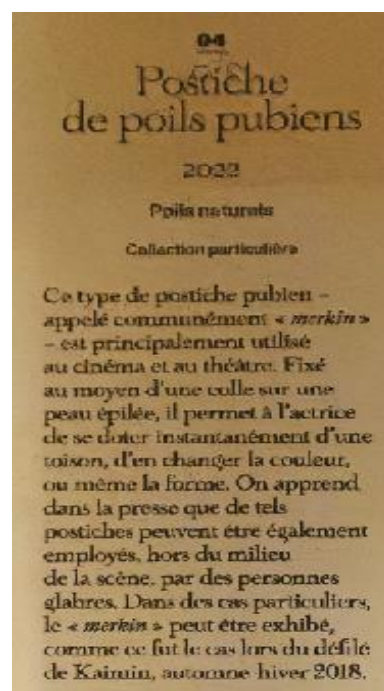 04
Postiche
de poils pubiens
2022
Poils naturels
Collection particulière
Ce type de postiche pubien –
appelé communément « merkin »
– est principalement utilisé
au cinéma et au théâtre. Fixé
au moyen d'une colle sur une
peau épilée, il permet à l'actrice
de se doter instantanément d'une
toison, d'en changer la couleur,
ou même la forme. On apprend
dans la presse que de tels
postiches peuvent être également
employés, hors du milieu
de la scène, par des personnes
glabres. Dans des cas particuliers,
le « merkin » peut être exhibé,
comme ce fut le cas lors du défilé
de Kaimin, automne-hiver 2018.